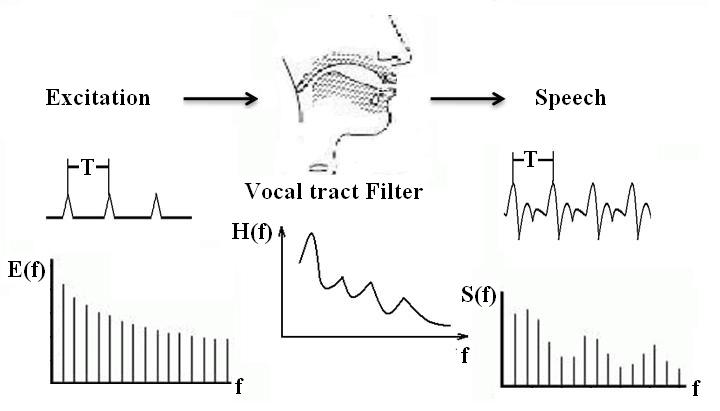 Excitation
Speech
T
T
Vocal tract Filter
H(f)
E(f)
S(f)
f
f
f